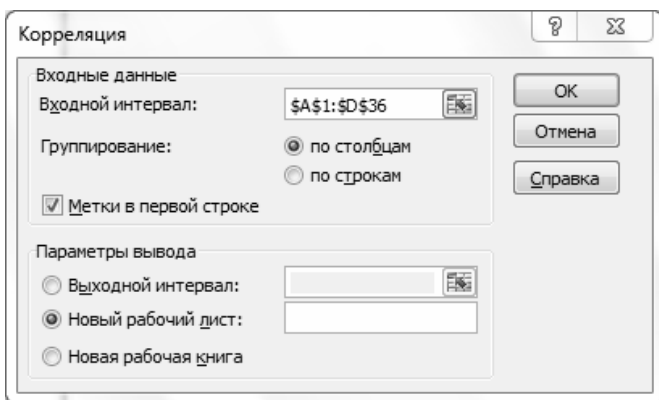 Корреляция
Входные данные
Входной интервал: $A$1:$D$36
Группирование: по столбцам
по строкам
Метки в первой строке
Параметры вывода
Выходной интервал:
Новый рабочий лист:
Новая рабочая книга
ОК
Отмена
Справка